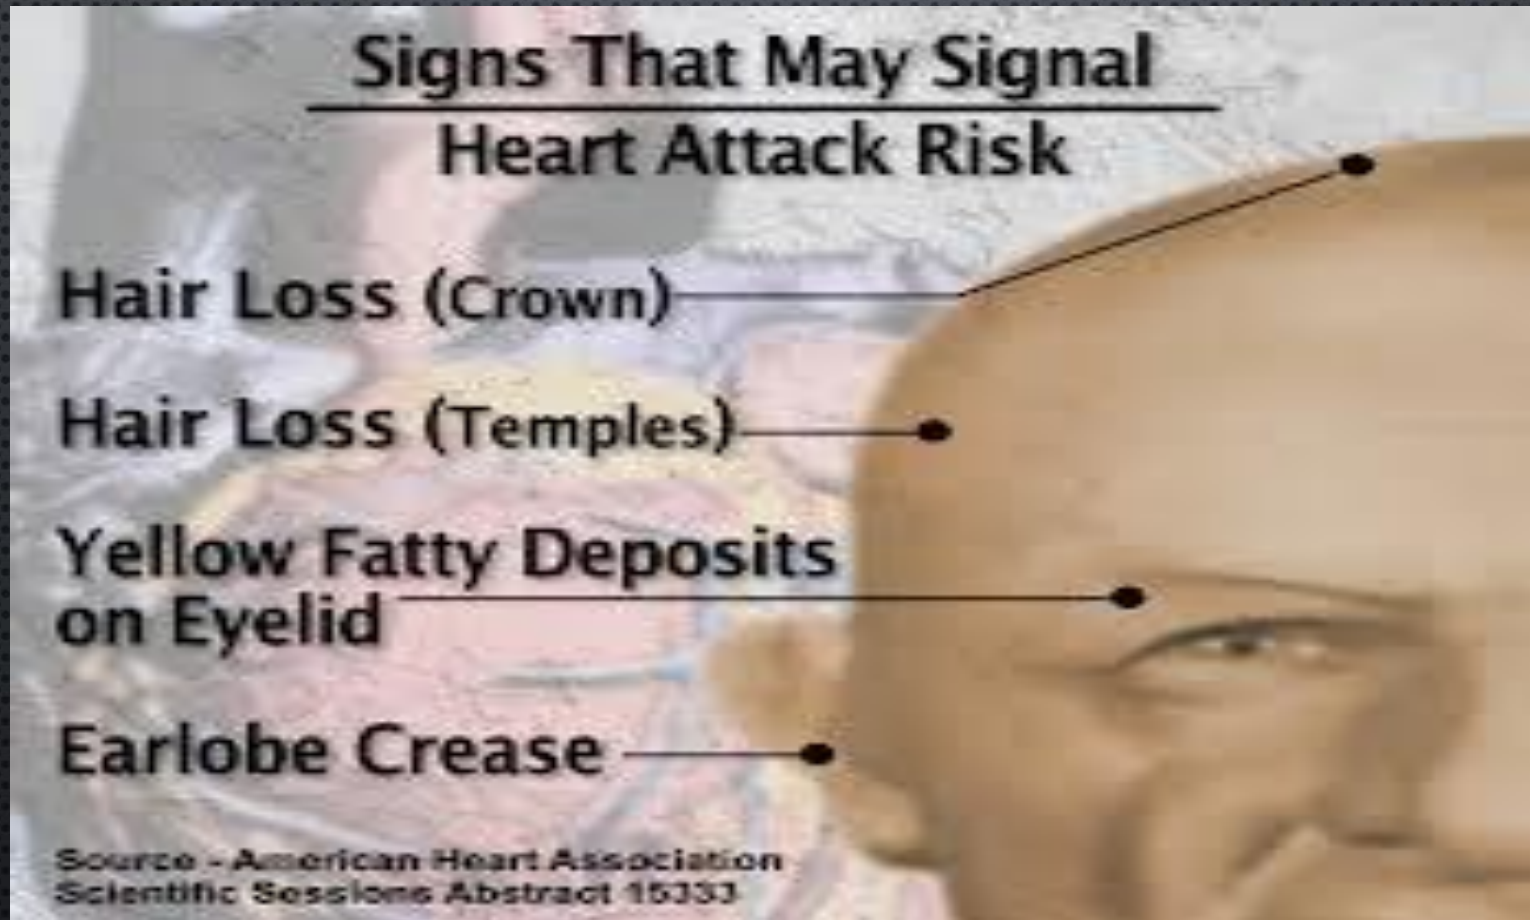 Signs That May Signal
Heart Attack Risk
Hair Loss (Crown)
Hair Loss (Temples)
Yellow Fatty Deposits
on Eyelid
Earlobe Crease
Source - American Heart Association
Scientific Sessions Abstract 15333